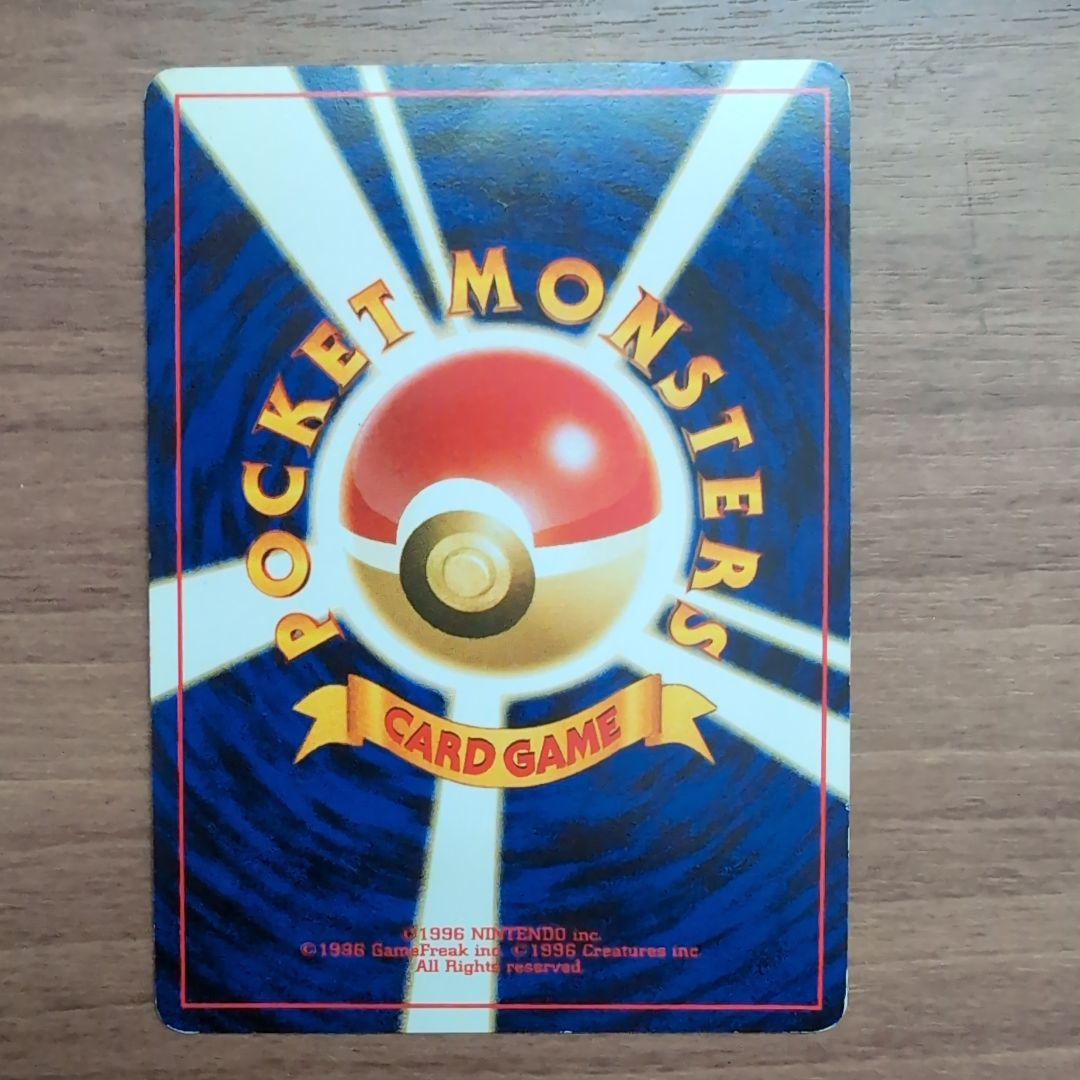 POCKET MONSTERS
CARD GAME
©1996 NINTENDO inc.
©1996 GameFreak inc. ©1996 Creatures inc.
All Rights reserved.